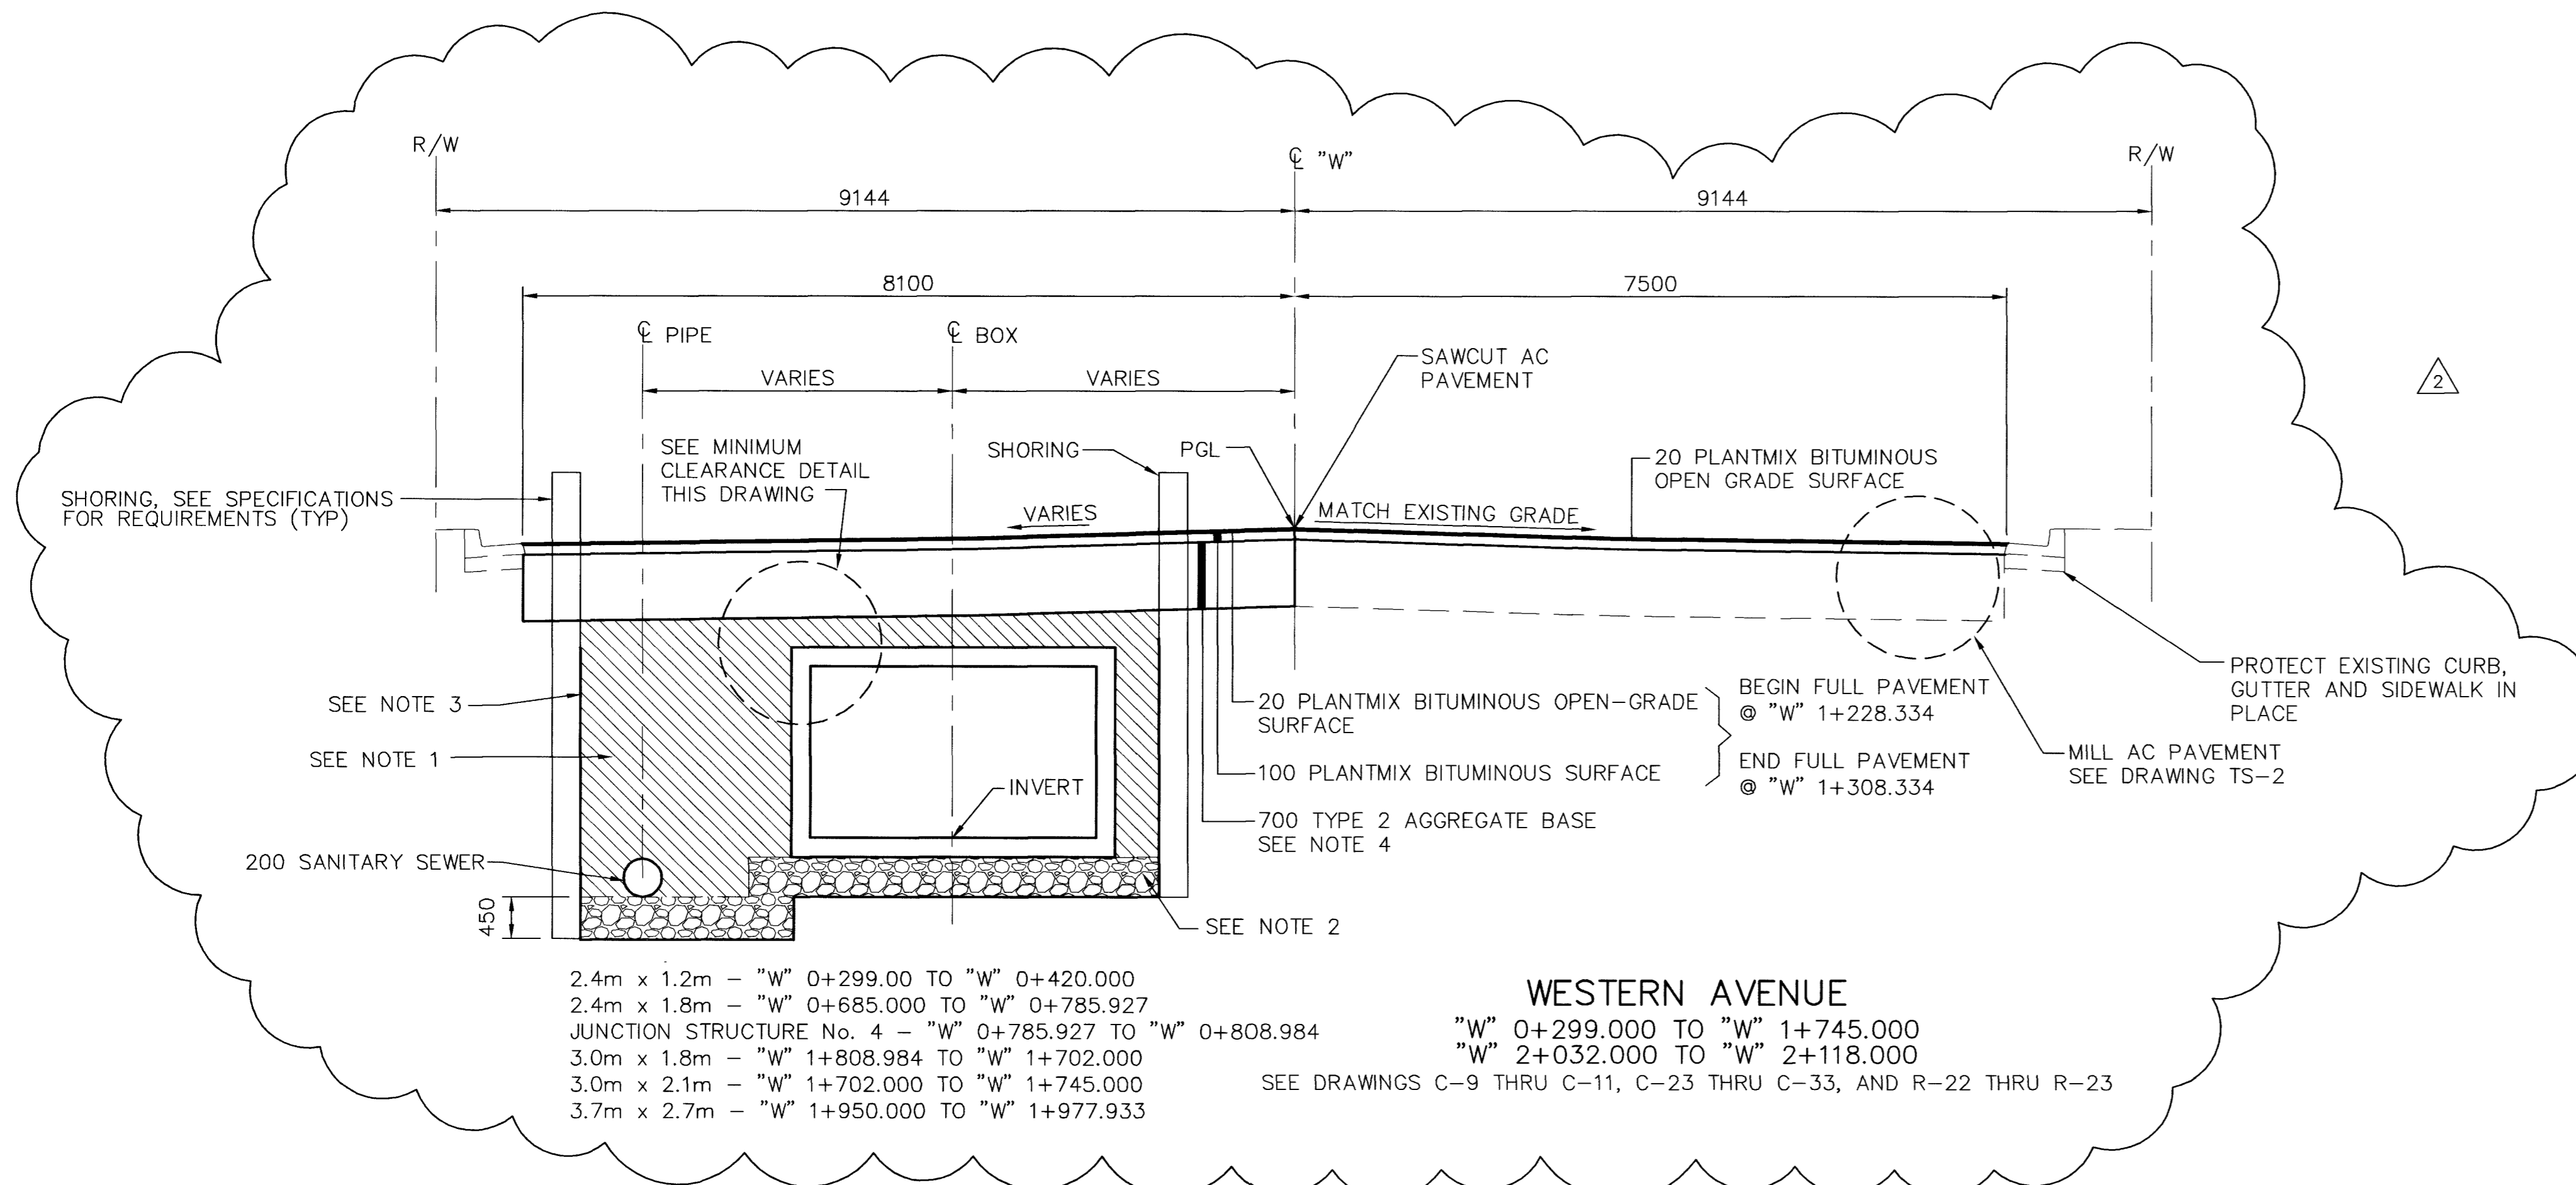 R/W
℄ "W"
R/W
9144
9144
8100
7500
℄ PIPE
℄ BOX
VARIES
VARIES
SAWCUT AC
PAVEMENT
2
SEE MINIMUM
CLEARANCE DETAIL
THIS DRAWING
SHORING
PGL
20 PLANTMIX BITUMINOUS
OPEN GRADE SURFACE
SHORING, SEE SPECIFICATIONS
FOR REQUIREMENTS (TYP)
VARIES
MATCH EXISTING GRADE
SEE NOTE 3
SEE NOTE 1
INVERT
200 SANITARY SEWER
450
20 PLANTMIX BITUMINOUS OPEN-GRADE
SURFACE
100 PLANTMIX BITUMINOUS SURFACE
700 TYPE 2 AGGREGATE BASE
SEE NOTE 4
BEGIN FULL PAVEMENT
@ "W" 1+228.334
END FULL PAVEMENT
@ "W" 1+308.334
PROTECT EXISTING CURB,
GUTTER AND SIDEWALK IN
PLACE
MILL AC PAVEMENT
SEE DRAWING TS-2
SEE NOTE 2
2.4m x 1.2m - "W" 0+299.00 TO "W" 0+420.000
2.4m x 1.8m - "W" 0+685.000 TO "W" 0+785.927
JUNCTION STRUCTURE No. 4 - "W" 0+785.927 TO "W" 0+808.984
3.0m x 1.8m - "W" 1+808.984 TO "W" 1+702.000
3.0m x 2.1m - "W" 1+702.000 TO "W" 1+745.000
3.7m x 2.7m - "W" 1+950.000 TO "W" 1+977.933
WESTERN AVENUE
"W" 0+299.000 TO "W" 1+745.000
"W" 2+032.000 TO "W" 2+118.000
SEE DRAWINGS C-9 THRU C-11, C-23 THRU C-33, AND R-22 THRU R-23